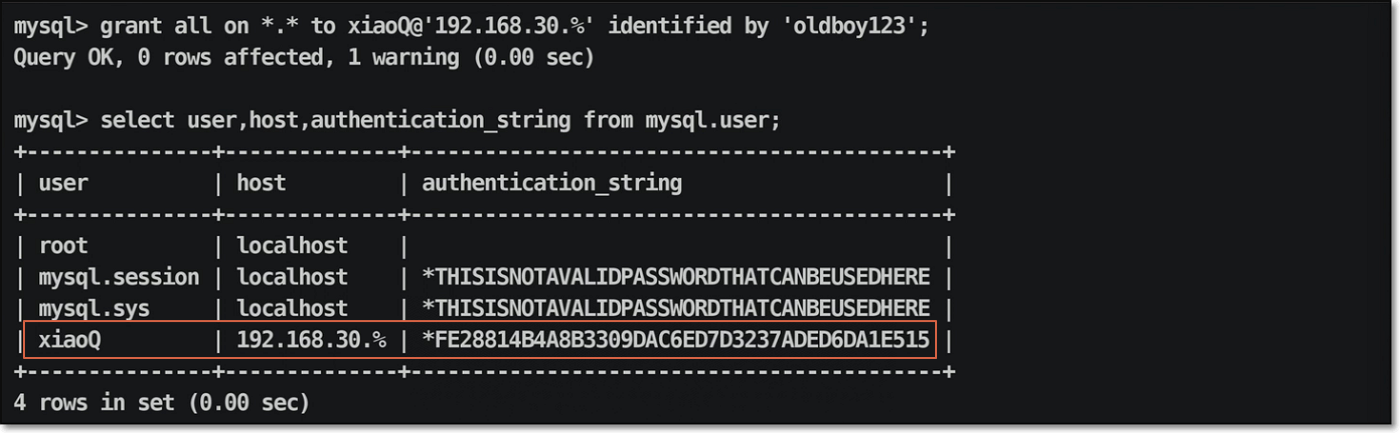 mysql> grant all on *.* to xiaoQ@'192.168.30.%' identified by 'oldboy123';
Query OK, 0 rows affected, 1 warning (0.00 sec)
mysql> select user,host,authentication_string from mysql.user;
+---------------+--------------+-------------------------------------------+
| user          | host         | authentication_string                     |
+---------------+--------------+-------------------------------------------+
| root          | localhost    |                                           |
| mysql.session | localhost    | *THISISNOTAVALIDPASSWORDTHATCANBEUSEDHERE |
| mysql.sys     | localhost    | *THISISNOTAVALIDPASSWORDTHATCANBEUSEDHERE |
| xiaoQ         | 192.168.30.% | *FE28814B4A8B3309DAC6ED7D3237ADED6DA1E515 |
+---------------+--------------+-------------------------------------------+
4 rows in set (0.00 sec)